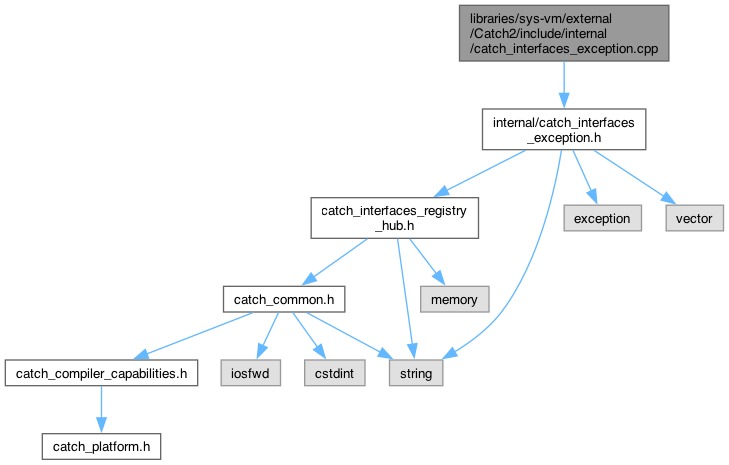 libraries/sys-vm/external
/Catch2/include/internal
/catch_interfaces_exception.cpp
internal/catch_interfaces
_exception.h
catch_interfaces_registry
_hub.h
exception
vector
catch_common.h
memory
catch_compiler_capabilities.h
iosfwd
cstdint
string
catch_platform.h